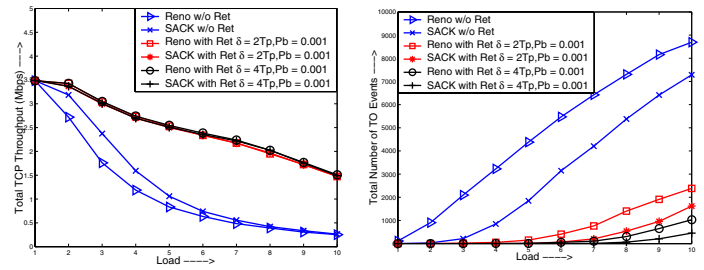 Total TCP Throughput (Mbps) --->
5
4.5
4
3.5
3
2.5
2
1.5
1
0.5
0
1 2 3 4 5 6 7 8 9 10
Load ---->
Reno w/o Ret
SACK w/o Ret
Reno with Ret δ = 2Tp,Pb = 0.001
SACK with Ret δ = 2Tp,Pb = 0.001
Reno with Ret δ = 4Tp,Pb = 0.001
SACK with Ret δ = 4Tp,Pb = 0.001
Total Number of TO Events ---->
10000
9000
8000
7000
6000
5000
4000
3000
2000
1000
0
1 2 3 4 5 6 7 8 9 10
Load ---->
Reno w/o Ret
SACK w/o Ret
Reno with Ret δ = 2Tp,Pb = 0.001
SACK with Ret δ = 2Tp,Pb = 0.001
Reno with Ret δ = 4Tp,Pb = 0.001
SACK with Ret δ = 4Tp,Pb = 0.001